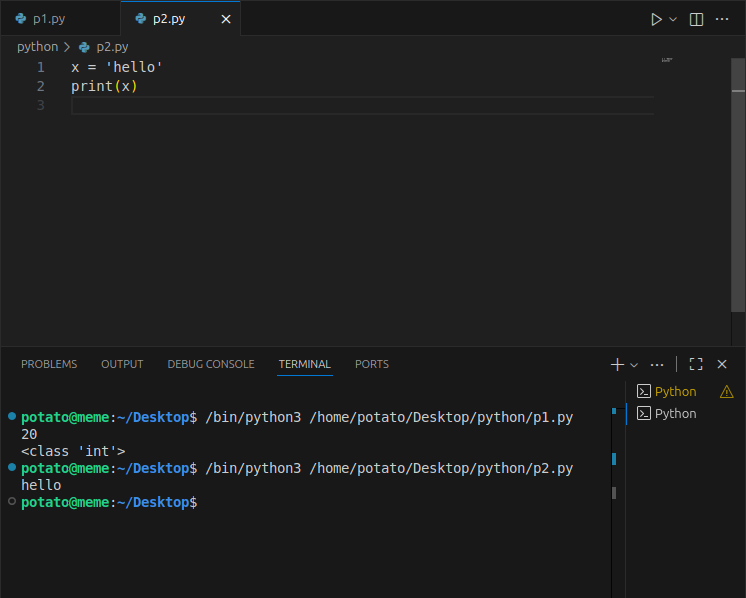 p1.py
p2.py
python > p2.py
1 x = 'hello'
2 print(x)
3
PROBLEMS OUTPUT DEBUG CONSOLE TERMINAL PORTS
Python
Python
potato@meme:~/Desktop$ /bin/python3 /home/potato/Desktop/python/p1.py
20
<class 'int'>
potato@meme:~/Desktop$ /bin/python3 /home/potato/Desktop/python/p2.py
hello
potato@meme:~/Desktop$